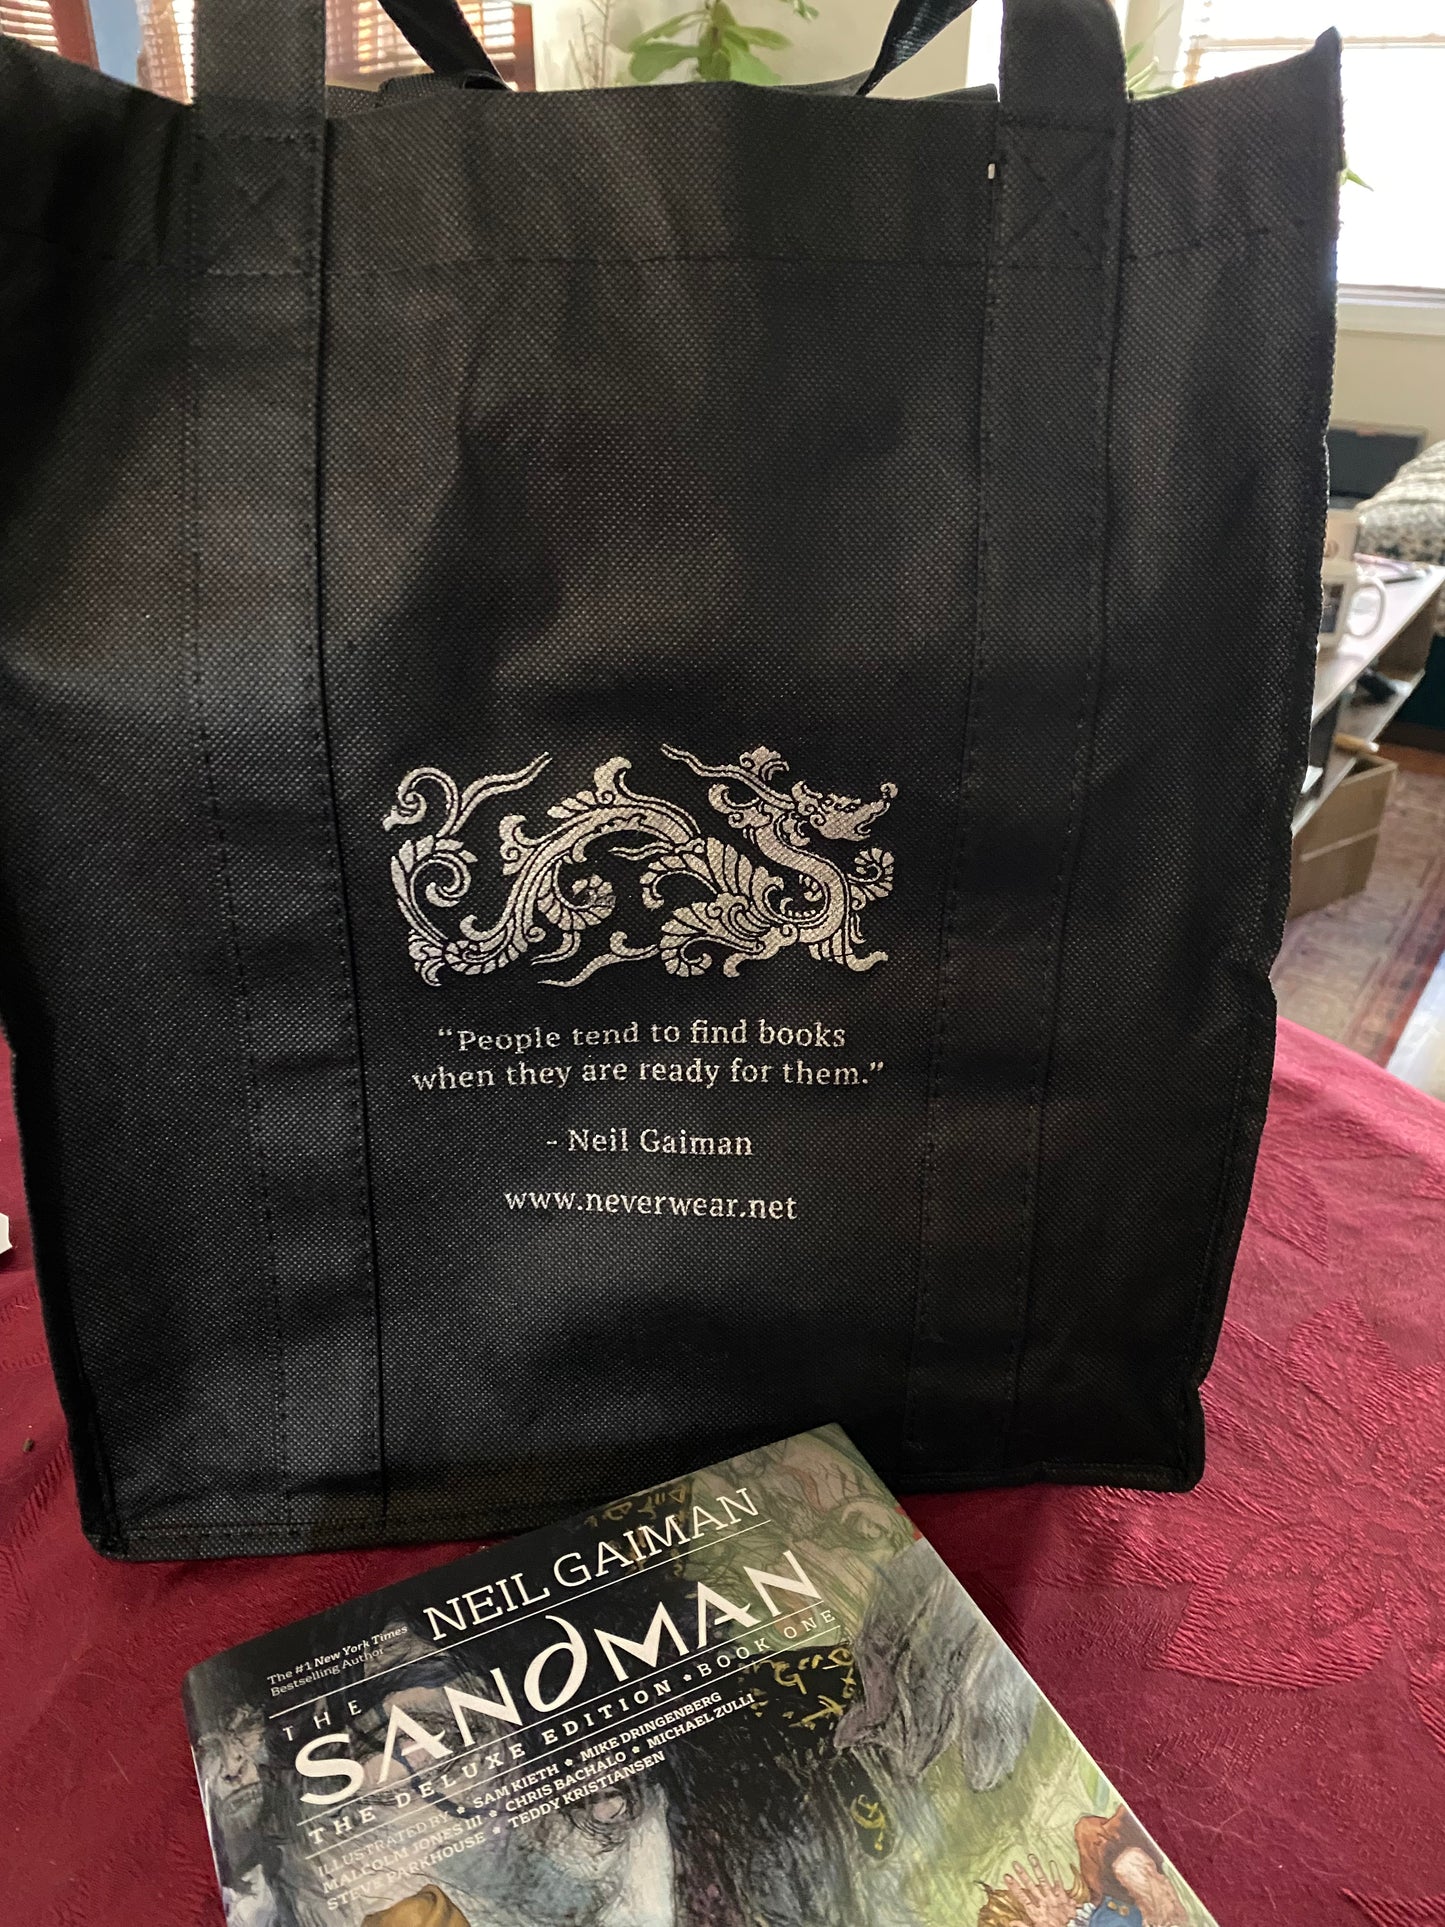 “People tend to find books
when they are ready for them.”
- Neil Gaiman
www.neverwear.net
The #1 New York Times
Bestselling Author
NEIL GAIMAN
THE
SANDMAN
THE DELUXE EDITION • BOOK ONE
ILLUSTRATED BY ★ SAM KIETH ★ MIKE DRINGENBERG
MALCOLM JONES III ★ CHRIS BACHALO ★ MICHAEL ZULLI
STEVE PARKHOUSE ★ TEDDY KRISTIANSEN